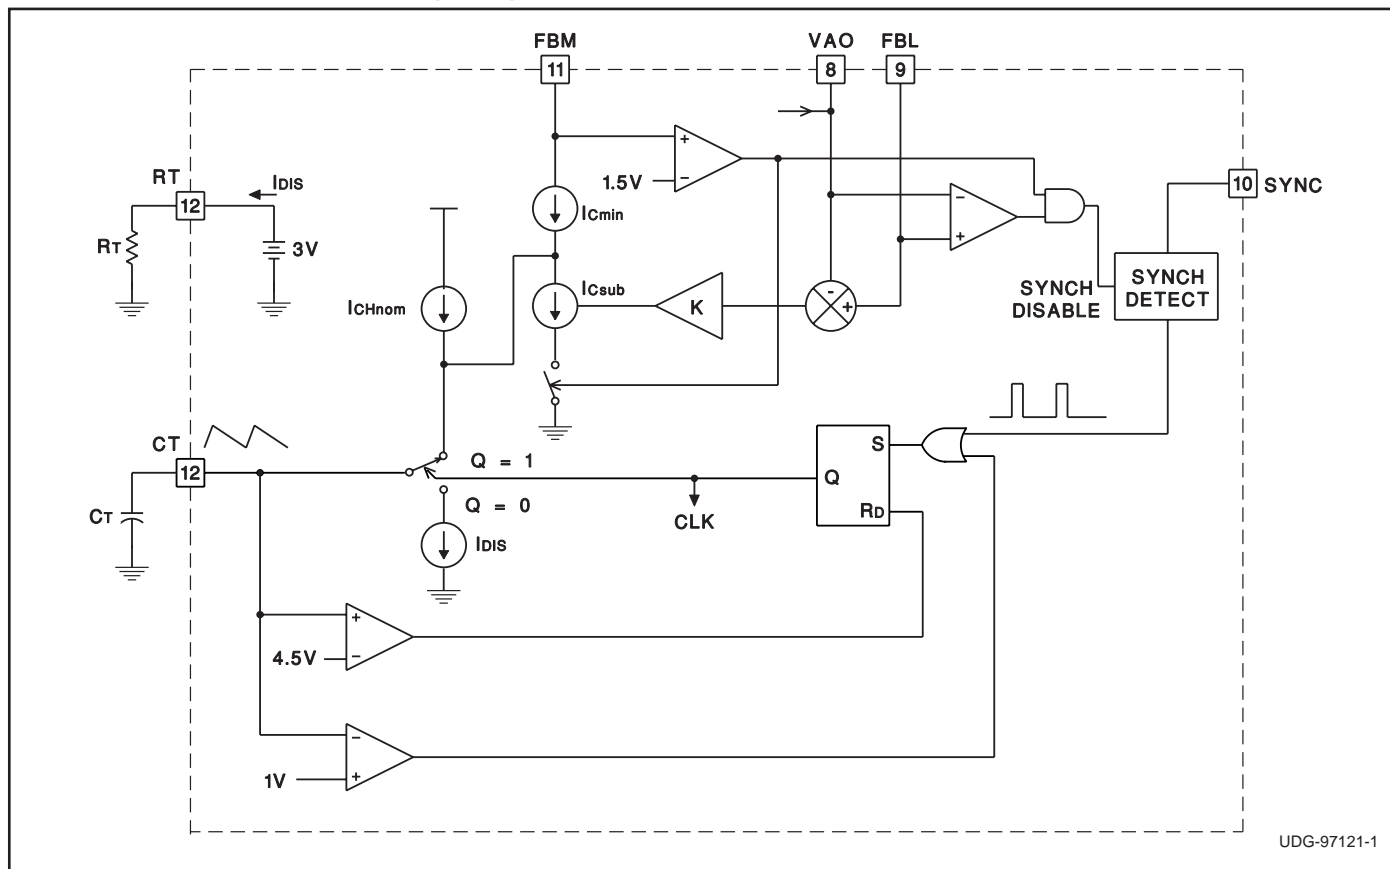 FBM
VAO
FBL
11
8
9
+
1.5V
−
RT
IDIS
12
10
SYNC
ICmin
−
+
RT
3V
ICsub
K
-
+
SYNCH
DISABLE
SYNCH
DETECT
ICHnom
CT
12
Q = 1
S
Q
Q = 0
RD
CT
CLK
IDIS
+
4.5V
−
−
1V
+
UDG-97121-1